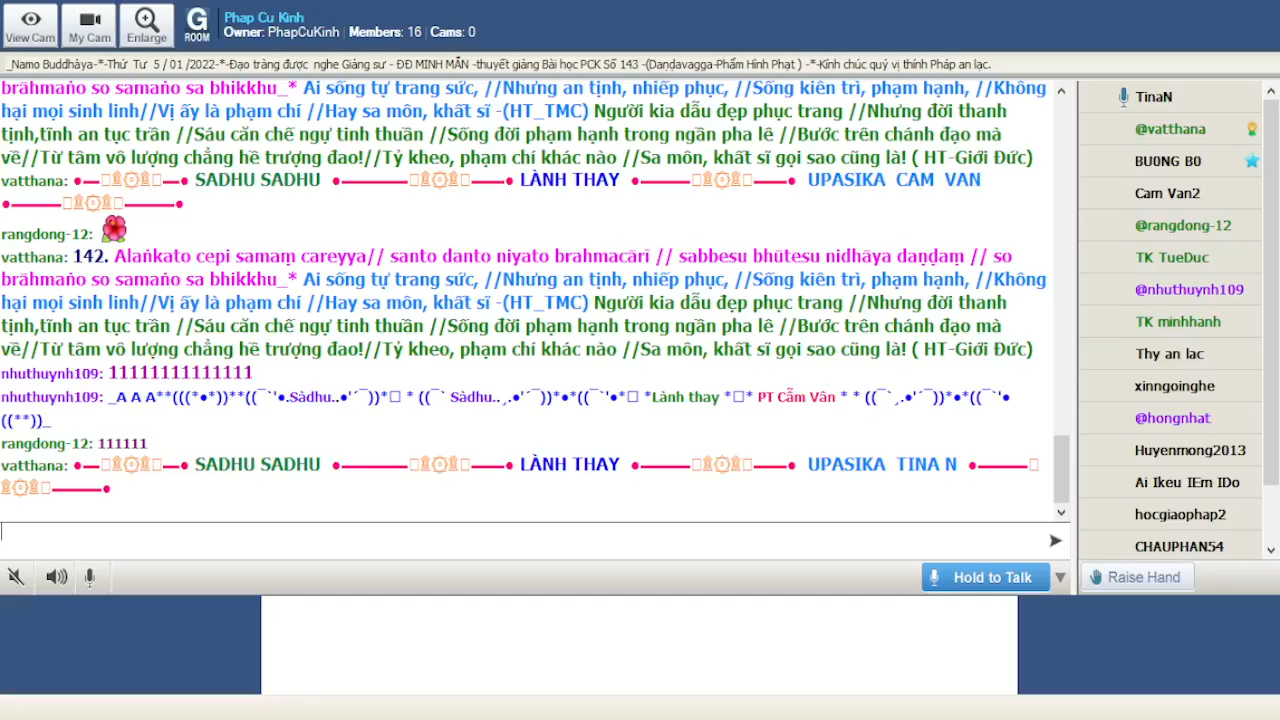 Phap Cu Kinh
Owner: PhapCuKinh | Members: 16 | Cams: 0
View Cam
My Cam
Enlarge
G
ROOM
_Namo Buddhàya-*-Thứ Tư 5 / 01 /2022-*-Đạo tràng được nghe Giảng sư - ĐĐ MINH MẪN -thuyết giảng Bài học PCK Số 143 -(Daṇḍavagga-Phẩm Hình Phạt ) -*-Kính chúc quý vị thính Pháp an lạc.
brāhmaṅo so samaṅo sa bhikkhu_* Ai sống tự trang sức, //Nhưng an tịnh, nhiếp phục, //Sống kiên trì, phạm hạnh, //Không
hại mọi sinh linh//Vị ấy là phạm chí //Hay sa môn, khất sĩ -(HT_TMC) Người kia dẫu đẹp phục trang //Nhưng đời thanh
tịnh,tĩnh an tục trần //Sáu căn chế ngự tinh thuần //Sống đời phạm hạnh trong ngần pha lê //Bước trên chánh đạo mà
về//Từ tâm vô lượng chẳng hề trượng đao!//Tỷ kheo, phạm chí khác nào //Sa môn, khất sĩ gọi sao cũng là! ( HT-Giới Đức)
vatthana: ●—۩۞۩—● SADHU SADHU ●———۩۞۩———● LÀNH THAY ●———۩۞۩———● UPASIKA CAM VAN
●———۩۞۩———●
rangdong-12:
vatthana: 142. Alaṅkato cepi samaṃ careyya// santo danto niyato brahmacārī // sabbesu bhūtesu nidhāya daṇḍaṃ // so
brāhmaṅo so samaṅo sa bhikkhu_* Ai sống tự trang sức, //Nhưng an tịnh, nhiếp phục, //Sống kiên trì, phạm hạnh, //Không
hại mọi sinh linh//Vị ấy là phạm chí //Hay sa môn, khất sĩ -(HT_TMC) Người kia dẫu đẹp phục trang //Nhưng đời thanh
tịnh,tĩnh an tục trần //Sáu căn chế ngự tinh thuần //Sống đời phạm hạnh trong ngần pha lê //Bước trên chánh đạo mà
về//Từ tâm vô lượng chẳng hề trượng đao!//Tỷ kheo, phạm chí khác nào //Sa môn, khất sĩ gọi sao cũng là! ( HT-Giới Đức)
nhuthuynh109: 11111111111111
nhuthuynh109: _A A A**(((*●*))**((¯`'●.Sàdhu..●'´¯))*□ * ((¯` Sàdhu..¸.●'´¯))*●*((¯`'●*□ *Lành thay *□* PT Cẩm Vân * * ((¯`¸.●'´¯))*●*((¯`'●
((**))_
rangdong-12: 111111
vatthana: ●—۩۞۩—● SADHU SADHU ●———۩۞۩———● LÀNH THAY ●———۩۞۩———● UPASIKA TINA N ●———
۩۞۩———●
Hold to Talk
TinaN
@vatthana
BU0NG B0
Cam Van2
@rangdong-12
TK TueDuc
@nhuthuynh109
TK minhhanh
Thy an lac
xinngoinghe
@hongnhat
Huyenmong2013
Ai Ikeu IEm IDo
hocgiaophap2
CHAUPHAN54
Raise Hand